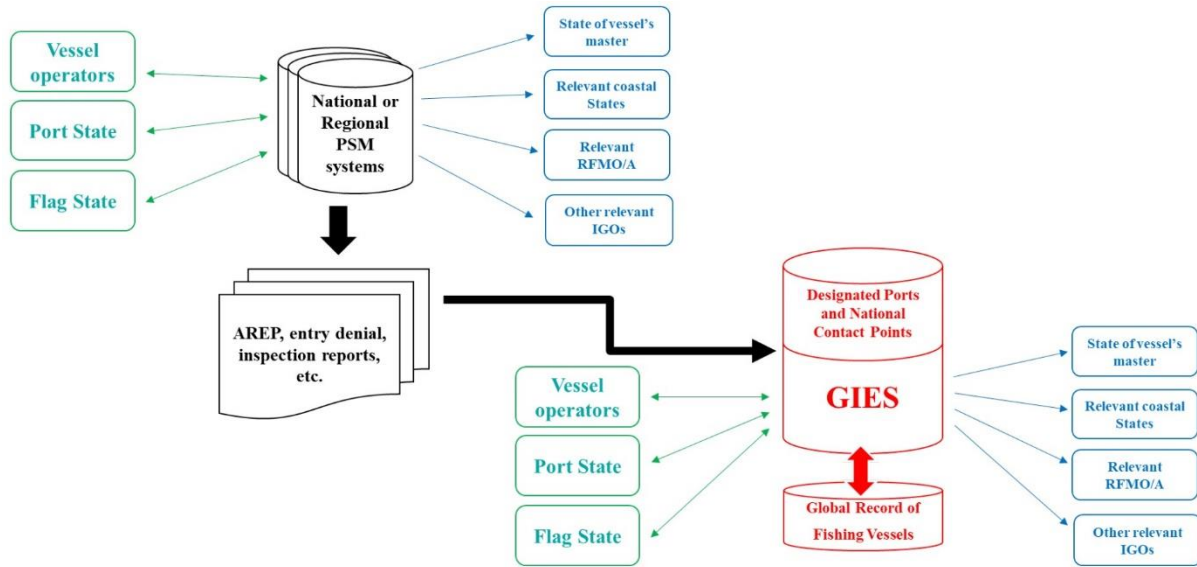 Vessel
operators
Port State
Flag State
National or
Regional
PSM
systems
State of vessel's
master
Relevant coastal
States
Relevant
RFMO/A
Other relevant
IGOs
AREP, entry denial,
inspection reports,
etc.
Designated Ports
and National
Contact Points
GIES
Global Record of
Fishing Vessels
Vessel
operators
Port State
Flag State
State of vessel's
master
Relevant coastal
States
Relevant
RFMO/A
Other relevant
IGOs